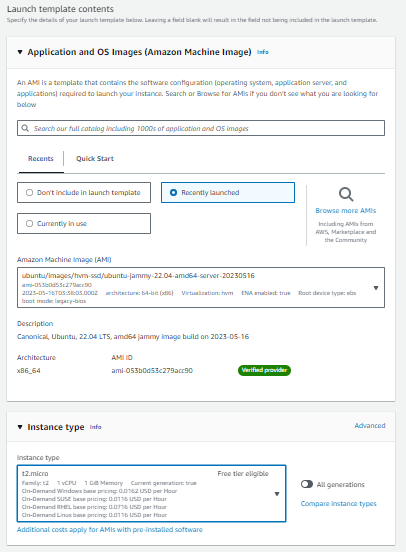 Launch template contents
Specify the details of your launch template below. Leaving a field blank will result in the field not being included in the launch template.
Application and OS Images (Amazon Machine Image) Info
An AMI is a template that contains the software configuration (operating system, application server, and
applications) required to launch your instance. Search or Browse for AMIs if you don't see what you are looking for
below
Search our full catalog including 1000s of application and OS images
Recents Quick Start
Don't include in launch template
Recently launched
Currently in use
Browse more AMIs
Including AMIs from
AWS, Marketplace and
the Community
Amazon Machine Image (AMI)
ubuntu/images/hvm-ssd/ubuntu-jammy-22.04-amd64-server-20230516
ami-053b0d53c279acc90
2023-05-16T03:38:03.000Z architecture: 64-bit (x86) Virtualization: hvm ENA enabled: true Root device type: ebs
boot mode: legacy-bios
Description
Canonical, Ubuntu, 22.04 LTS, amd64 jammy image build on 2023-05-16
Architecture AMI ID
x86_64 ami-053b0d53c279acc90 Verified provider
Instance type Info Advanced
Instance type
t2.micro Free tier eligible
Family: t2 1 vCPU 1 GiB Memory Current generation: true
On-Demand Windows base pricing: 0.0162 USD per Hour
On-Demand SUSE base pricing: 0.0116 USD per Hour
On-Demand RHEL base pricing: 0.0716 USD per Hour
On-Demand Linux base pricing: 0.0116 USD per Hour
All generations
Compare instance types
Additional costs apply for AMIs with pre-installed software